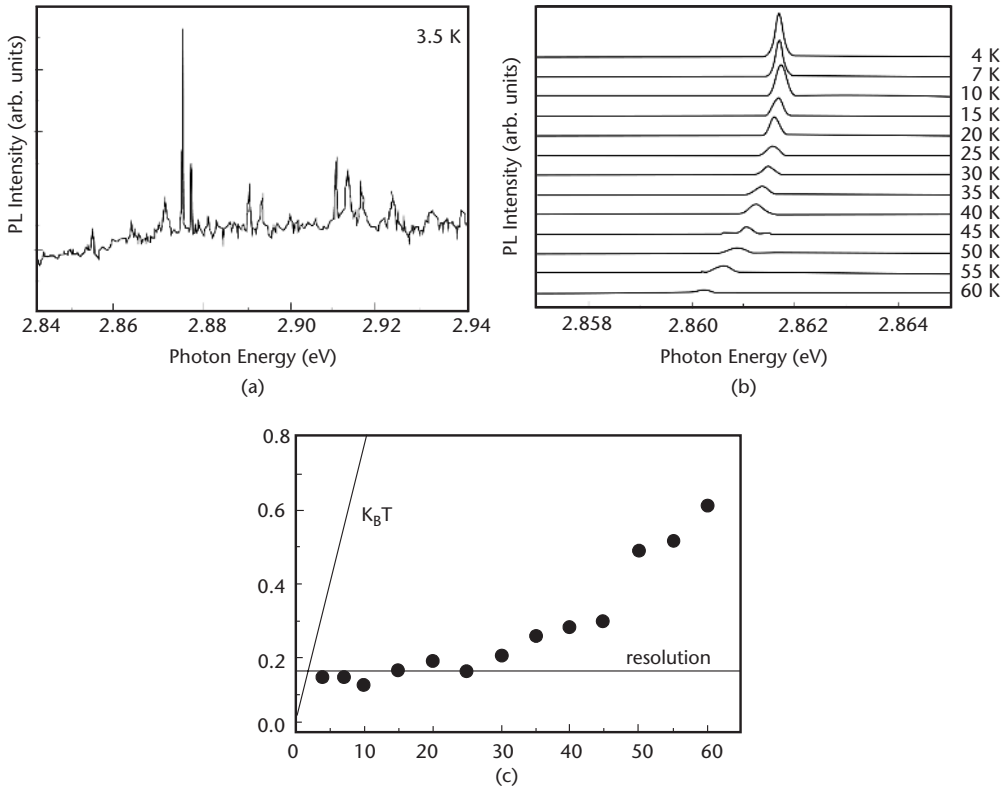 PL Intensity (arb. units)
3.5 K
2.84 2.86 2.88 2.90 2.92 2.94
Photon Energy (eV)
(a)
PL Intensity (arb. units)
4 K
7 K
10 K
15 K
20 K
25 K
30 K
35 K
40 K
45 K
50 K
55 K
60 K
2.858 2.860 2.862 2.864
Photon Energy (eV)
(b)
0.8
0.6
0.4
0.2
0.0
KBT
resolution
0 10 20 30 40 50 60
(c)